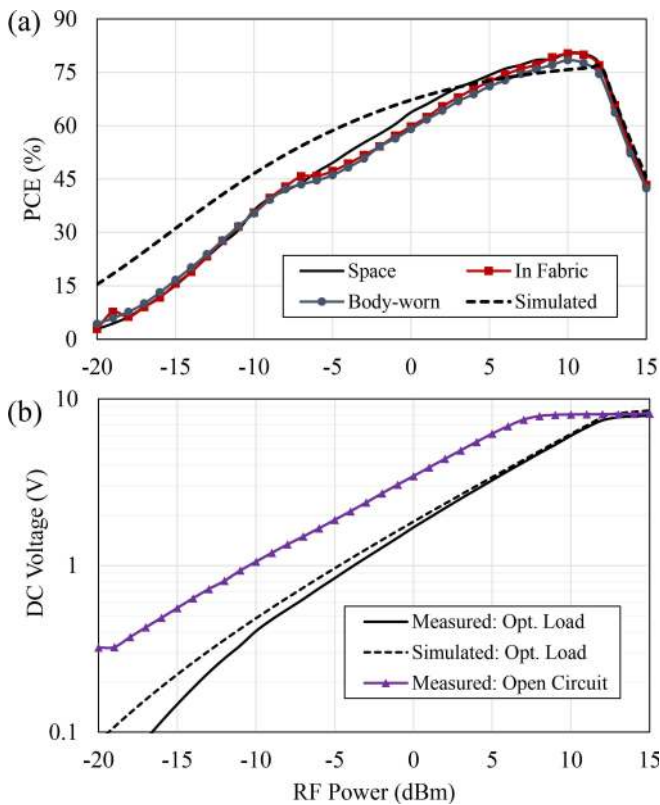 (a)
PCE (%)
90
75
60
45
30
15
0
Space
In Fabric
Body-worn
Simulated
-20 -15 -10 -5 0 5 10 15
(b)
DC Voltage (V)
10
1
0.1
Measured: Opt. Load
Simulated: Opt. Load
Measured: Open Circuit
-20 -15 -10 -5 0 5 10 15
RF Power (dBm)